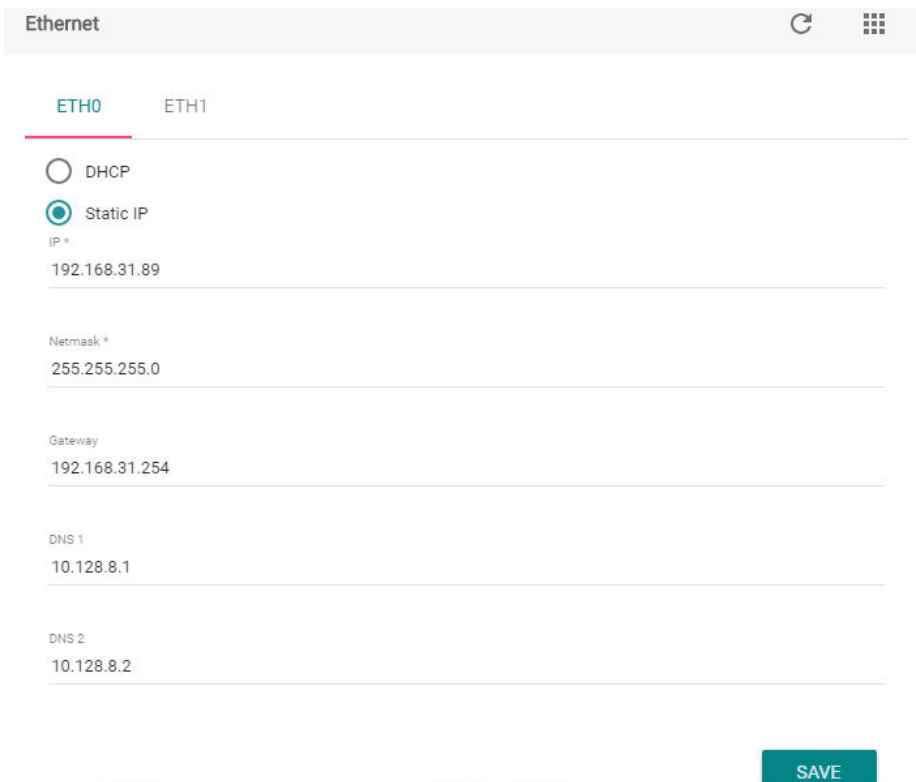 Ethernet
ETH0 ETH1
DHCP
Static IP
IP *
192.168.31.89
Netmask *
255.255.255.0
Gateway
192.168.31.254
DNS 1
10.128.8.1
DNS 2
10.128.8.2
SAVE